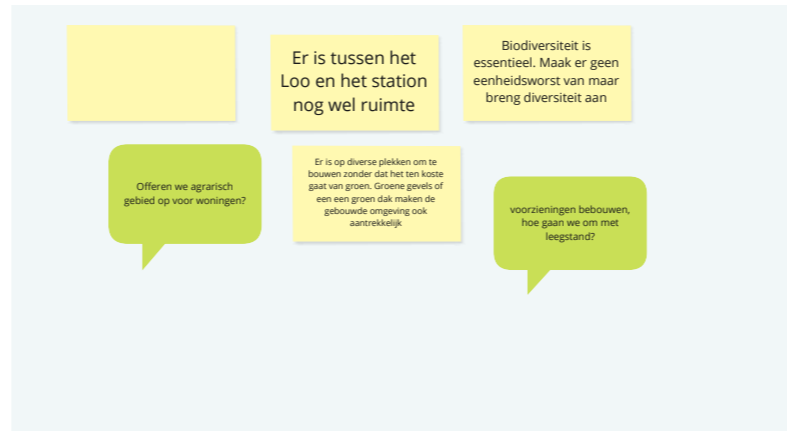 Er is tussen het
Loo en het station
nog wel ruimte
Biodiversiteit is
essentieel. Maak er geen
eenheidsworst van maar
breng diversiteit aan
Offeren we agrarisch
gebied op voor woningen?
Er is op diverse plekken om te
bouwen zonder dat het ten koste
gaat van groen. Groene gevels of
een een groen dak maken de
gebouwde omgeving ook
aantrekkelijk
voorzieningen bebouwen,
hoe gaan we om met
leegstand?